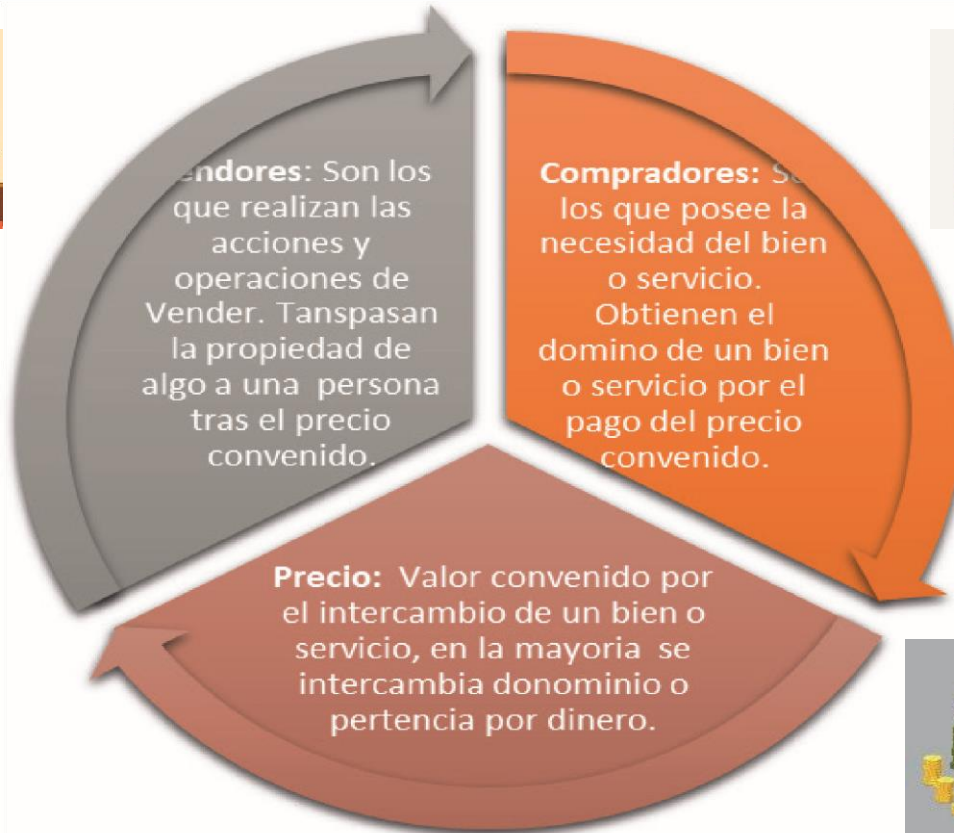 endores: Son los
que realizan las
acciones y
operaciones de
Vender. Tanspasan
la propiedad de
algo a una persona
tras el precio
convenido.
Compradores:
los que posee la
necesidad del bien
o servicio.
Obtienen el
domino de un bien
o servicio por el
pago del precio
convenido.
Precio: Valor convenido por
el intercambio de un bien o
servicio, en la mayoria se
intercambia donominio o
pertencia por dinero.